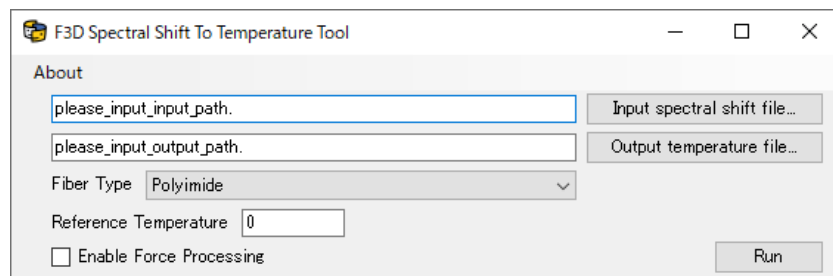 F3D Spectral Shift To Temperature Tool
About
please_input_input_path. Input spectral shift file...
please_input_output_path. Output temperature file...
Fiber Type Polyimide
Reference Temperature 0
Enable Force Processing Run